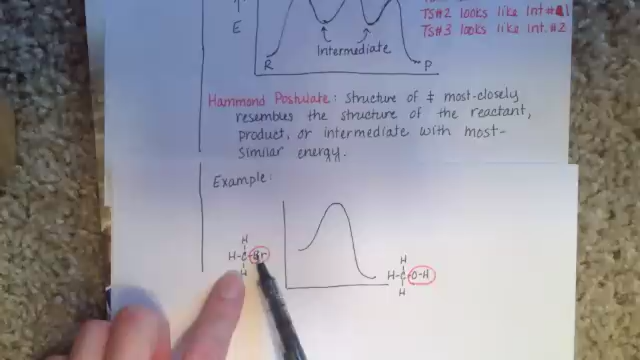 TS#2 looks like Int#1
E
TS#3 looks like Int.#2
Intermediate
R
P
Hammond Postulate: structure of ‡ most-closely
resembles the structure of the reactant,
product, or intermediate with most-
similar energy.
Example:
H
H-C-Br
H
H
H-C-O-H
H